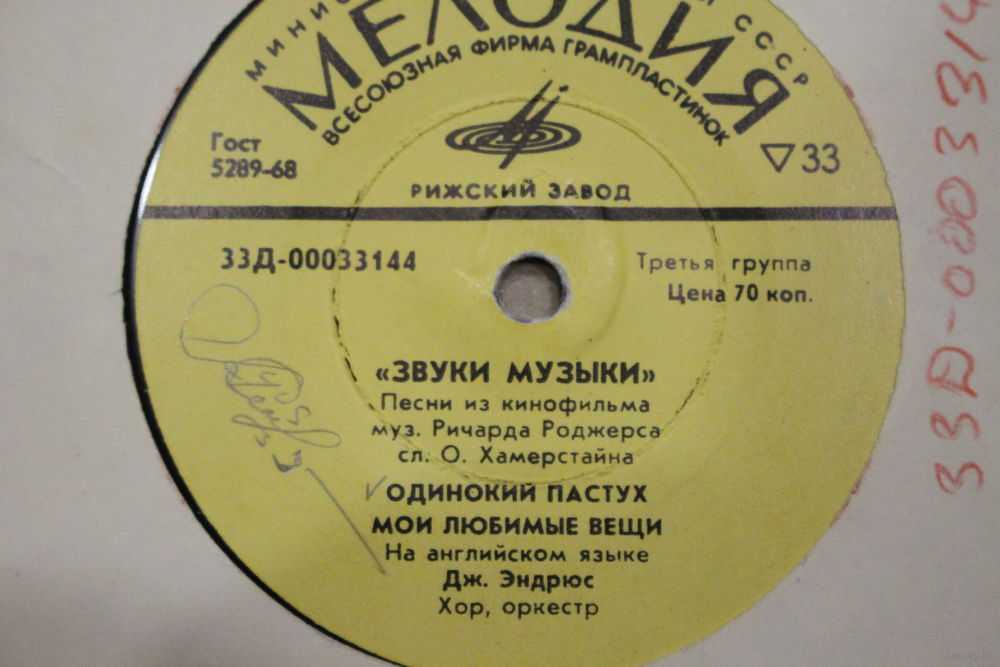 СССР
МЕЛОДИЯ
ВСЕСОЮЗНАЯ ФИРМА ГРАМПЛАСТИНОК
Гост
5289-68
▽33
РИЖСКИЙ ЗАВОД
33Д-00033144
Третья группа
Цена 70 коп.
«ЗВУКИ МУЗЫКИ»
Песни из кинофильма
муз. Ричарда Роджерса
сл. О. Хамерстайна
ОДИНОКИЙ ПАСТУХ
МОИ ЛЮБИМЫЕ ВЕЩИ
На английском языке
Дж. Эндрюс
Хор, оркестр